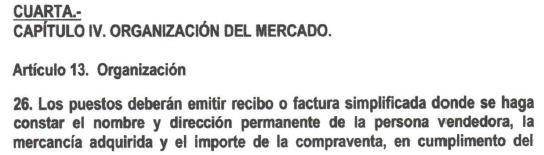 CUARTA.-
CAPÍTULO IV. ORGANIZACIÓN DEL MERCADO.
Artículo 13. Organización
26. Los puestos deberán emitir recibo o factura simplificada donde se haga
constar el nombre y dirección permanente de la persona vendedora, la
mercancía adquirida y el importe de la compraventa, en cumplimento del